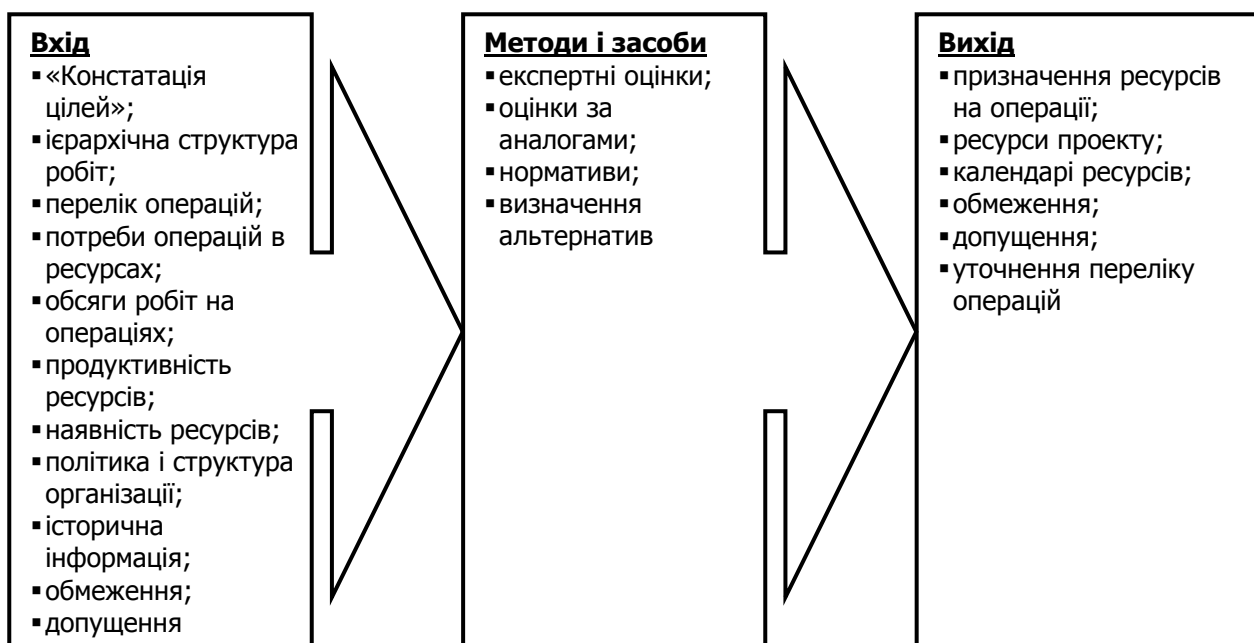 Вхід
▪«Констатація
цілей»;
▪ієрархічна структура
робіт;
▪перелік операцій;
▪потреби операцій в
ресурсах;
▪обсяги робіт на
операціях;
▪продуктивність
ресурсів;
▪наявність ресурсів;
▪політика і структура
організації;
▪історична
інформація;
▪обмеження;
▪допущення
Методи і засоби
▪експертні оцінки;
▪оцінки за
аналогами;
▪нормативи;
▪визначення
альтернатив
Вихід
▪призначення ресурсів
на операції;
▪ресурси проекту;
▪календарі ресурсів;
▪обмеження;
▪допущення;
▪уточнення переліку
операцій